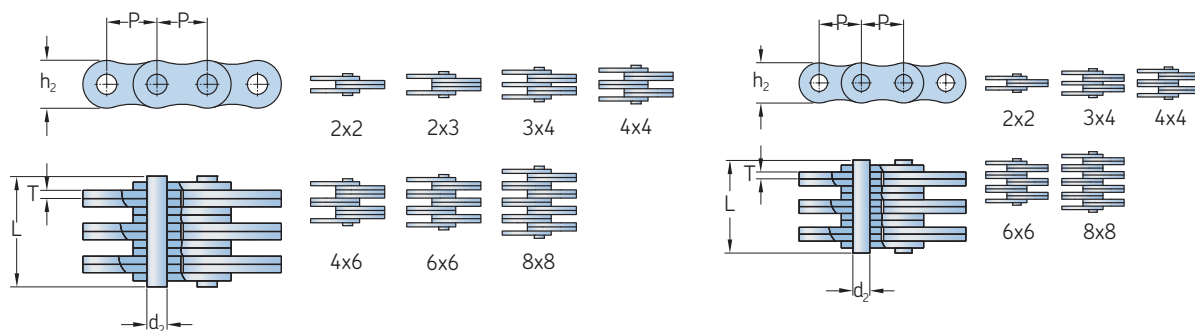 P P
h₂
2x2 2x3 3x4 4x4
T
L
4x6 6x6 8x8
d₂
P P
h₂
2x2 3x4 4x4
T
L
6x6 8x8
d₂